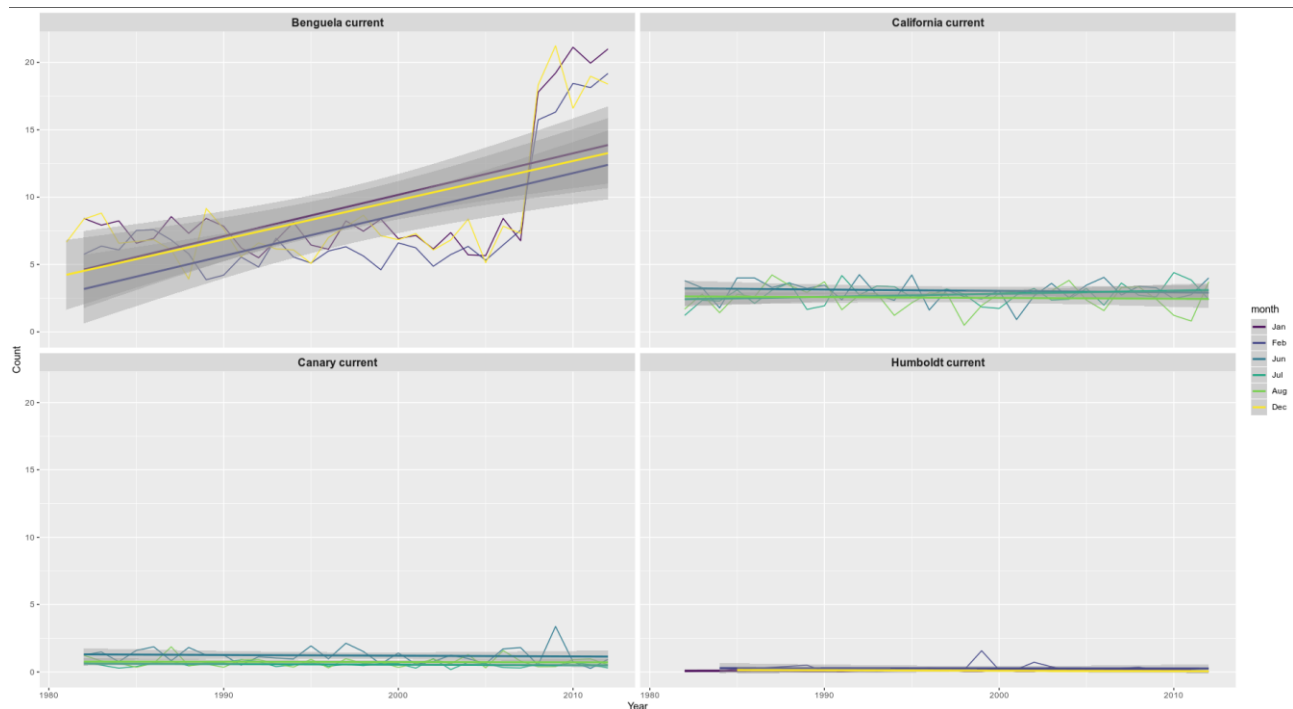 Benguela current
California current
20
15
10
5
0
Count
Canary current
Humboldt current
20
15
10
5
0
1980
1990
2000
2010
1980
1990
2000
2010
Year
month
Jan
Feb
Jun
Jul
Aug
Dec